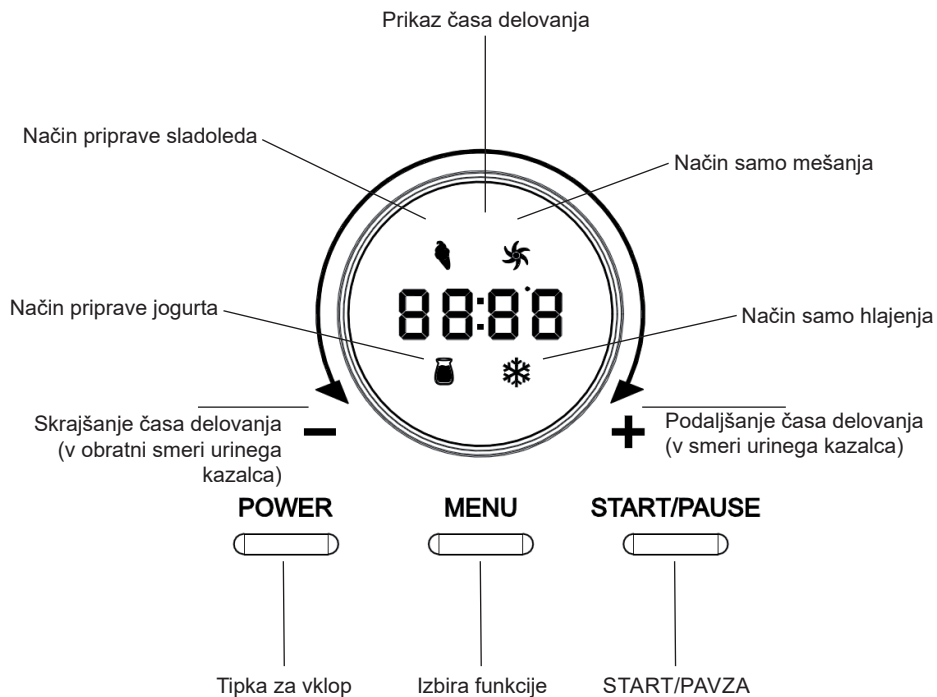 Prikaz časa delovanja
Način priprave sladoleda
Način samo mešanja
88:88
Način priprave jogurta
Način samo hlajenja
Skrajšanje časa delovanja
(v obratni smeri urinega
kazalca)
−
+
Podaljšanje časa delovanja
(v smeri urinega kazalca)
POWER
MENU
START/PAUSE
Tipka za vklop
Izbira funkcije
START/PAVZA